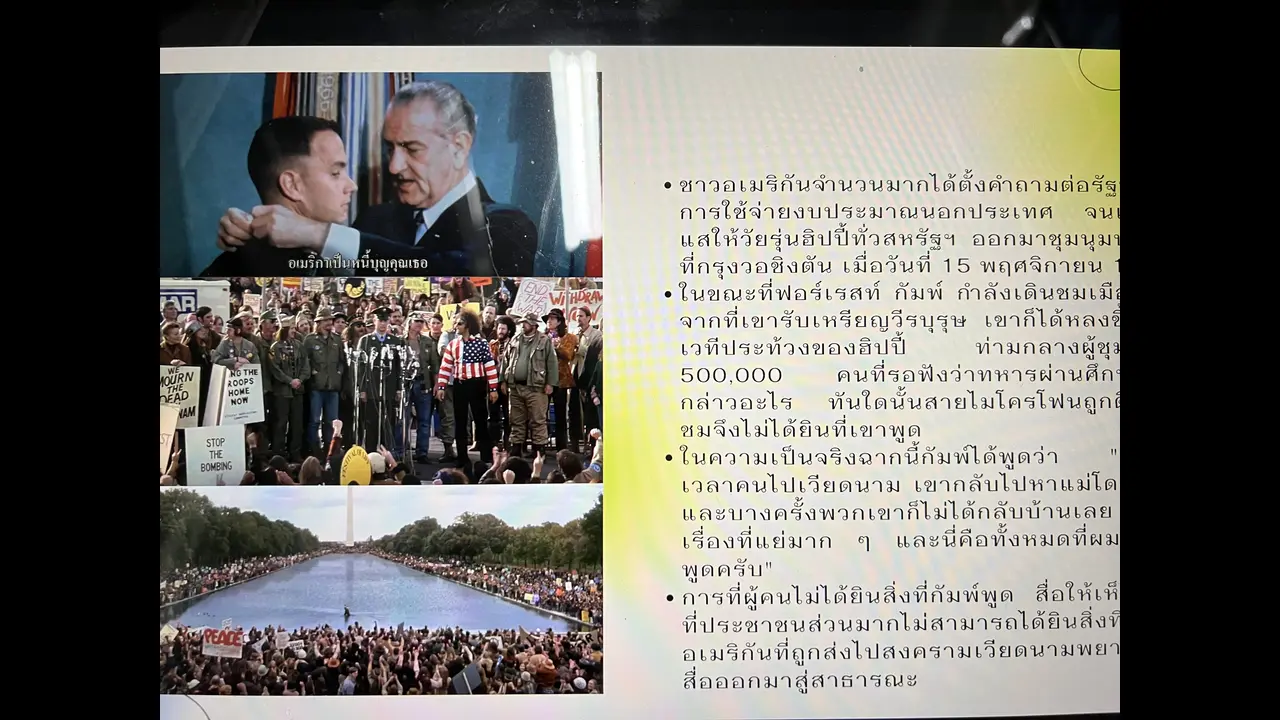 อเมริกาเป็นหนี้บุญคุณเธอ
END THE WAR
WITHDRAW
WE MOURN THE DEAD
TROOPS
HOME
NOW
STOP
THE
BOMBING
PEACE
• ชาวอเมริกันจำนวนมากได้ตั้งคำถามต่อรัฐ
การใช้จ่ายงบประมาณนอกประเทศ
แสให้วัยรุ่นฮิปปี้ทั่วสหรัฐฯ ออกมาชุมนุม
ที่กรุงวอชิงตัน เมื่อวันที่ 15 พฤศจิกายน
• ในขณะที่ฟอร์เรสท์ กัมพ์ กำลังเดินชมเมือ
จากที่เขารับเหรียญวีรบุรุษ เขาก็ได้หลง
เวทีประท้วงของฮิปปี้ ท่ามกลางผู้ชุม
500,000 คนที่รอฟังว่าทหารผ่านศึก
กล่าวอะไร ทันใดนั้นสายไมโครโฟนถูก
ชมจึงไม่ได้ยินที่เขาพูด
• ในความเป็นจริงฉากนี้กัมพ์ได้พูดว่า "
เวลาคนไปเวียดนาม เขากลับไปหาแม่โด
และบางครั้งพวกเขาก็ไม่ได้กลับบ้านเลย
เรื่องที่แย่มาก ๆ และนี่คือทั้งหมดที่ผม
พูดครับ"
• การที่ผู้คนไม่ได้ยินสิ่งที่กัมพ์พูด สื่อให้เห็
ที่ประชาชนส่วนมากไม่สามารถได้ยินสิ่งที่
อเมริกันที่ถูกส่งไปสงครามเวียดนามพยา
สื่อออกมาสู่สาธารณะ